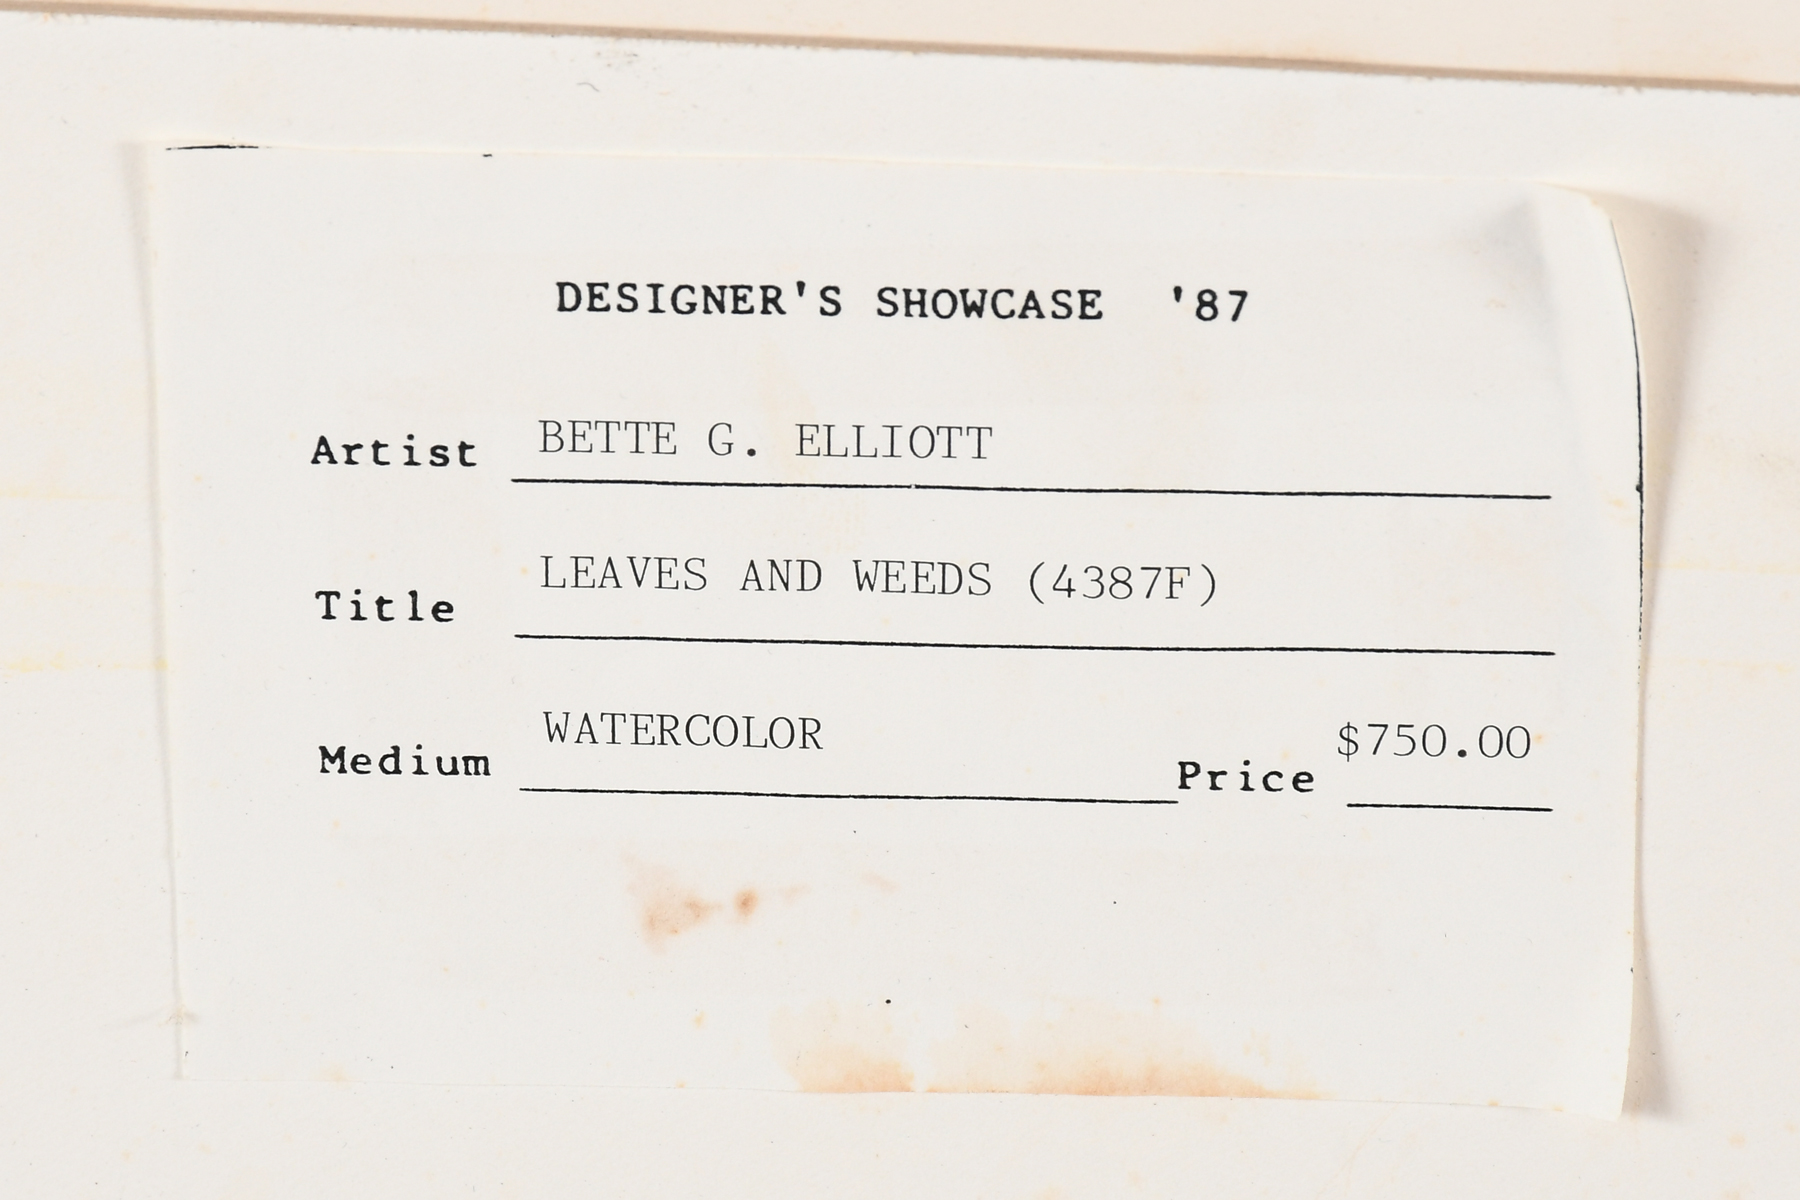 DESIGNER'S SHOWCASE '87
Artist BETTE G. ELLIOTT
Title LEAVES AND WEEDS (4387F)
Medium WATERCOLOR Price $750.00